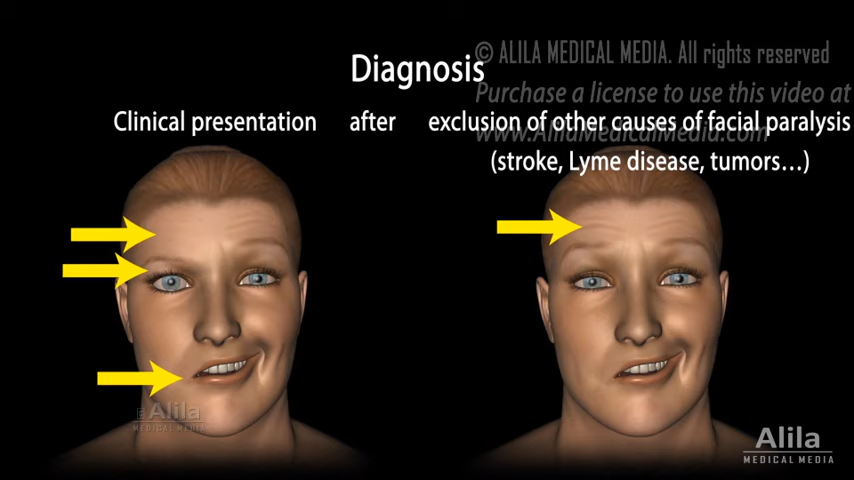 Diagnosis
© ALILA MEDICAL MEDIA. All rights reserved
Purchase a license to use this video at
Clinical presentation after exclusion of other causes of facial paralysis
www.AlilaMedicalMedia.com
(stroke, Lyme disease, tumors...)
© Alila
MEDICAL MEDIA
Alila
MEDICAL MEDIA